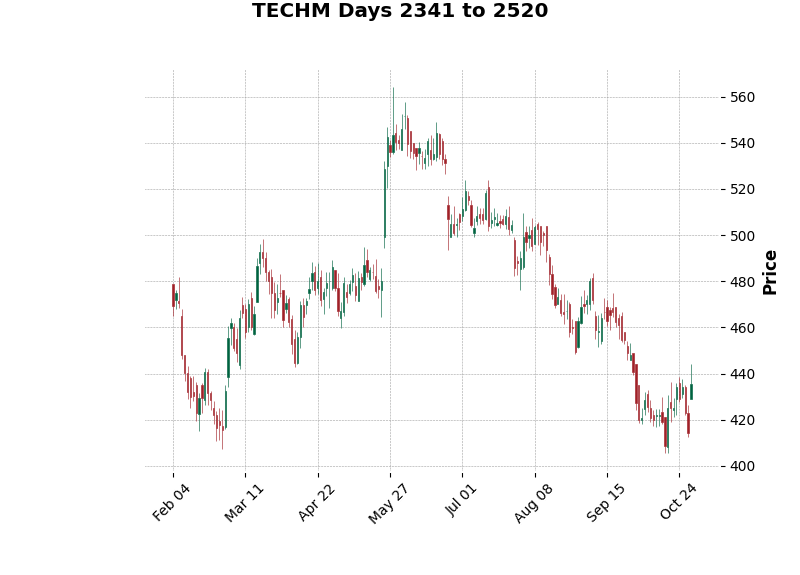 TECHM Days 2341 to 2520
560
540
520
500
480
460
440
420
400
Price
Feb 04
Mar 11
Apr 22
May 27
Jul 01
Aug 08
Sep 15
Oct 24